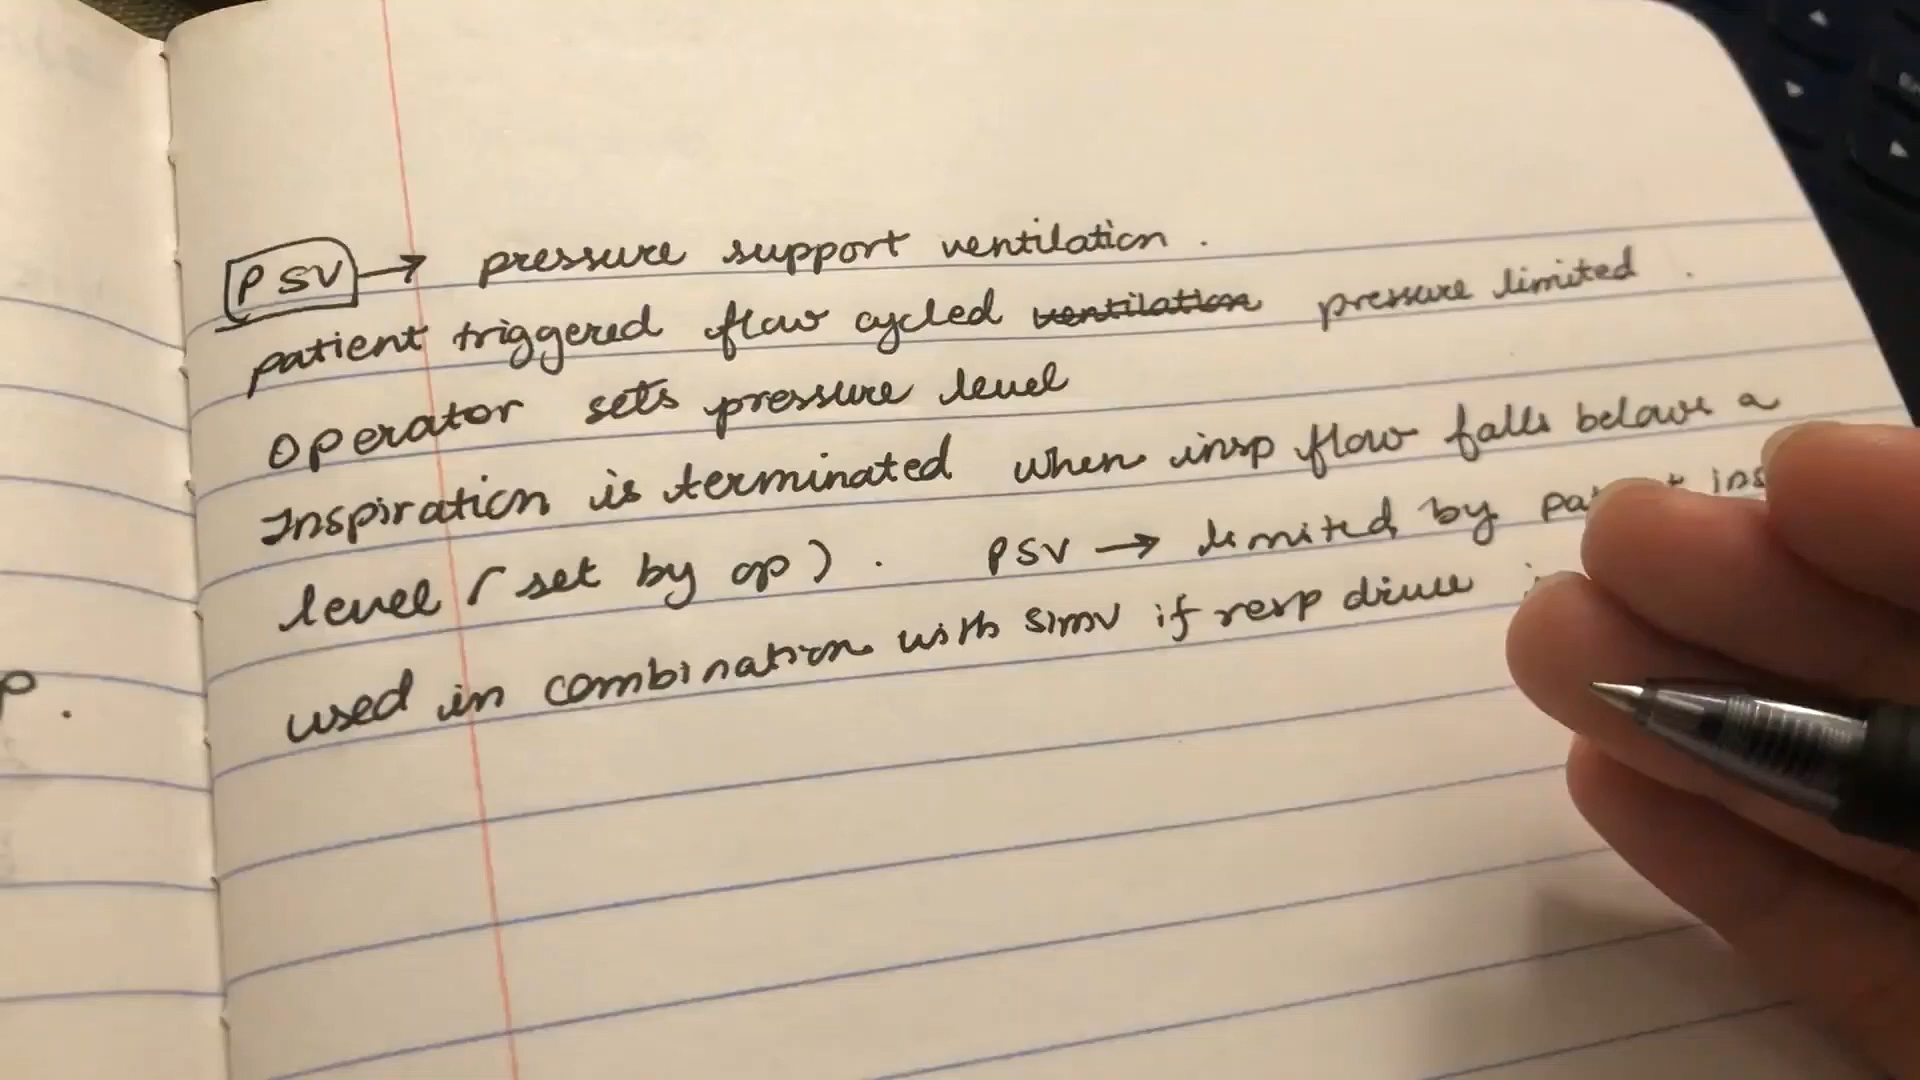 PSV → pressure support ventilation .
patient triggered flow cycled ventilation pressure limited .
Operator sets pressure level
Inspiration is terminated when insp flow falls below a
level ( set by op ) . PSV → limited by
used in combination with SIMV if resp drive
p .